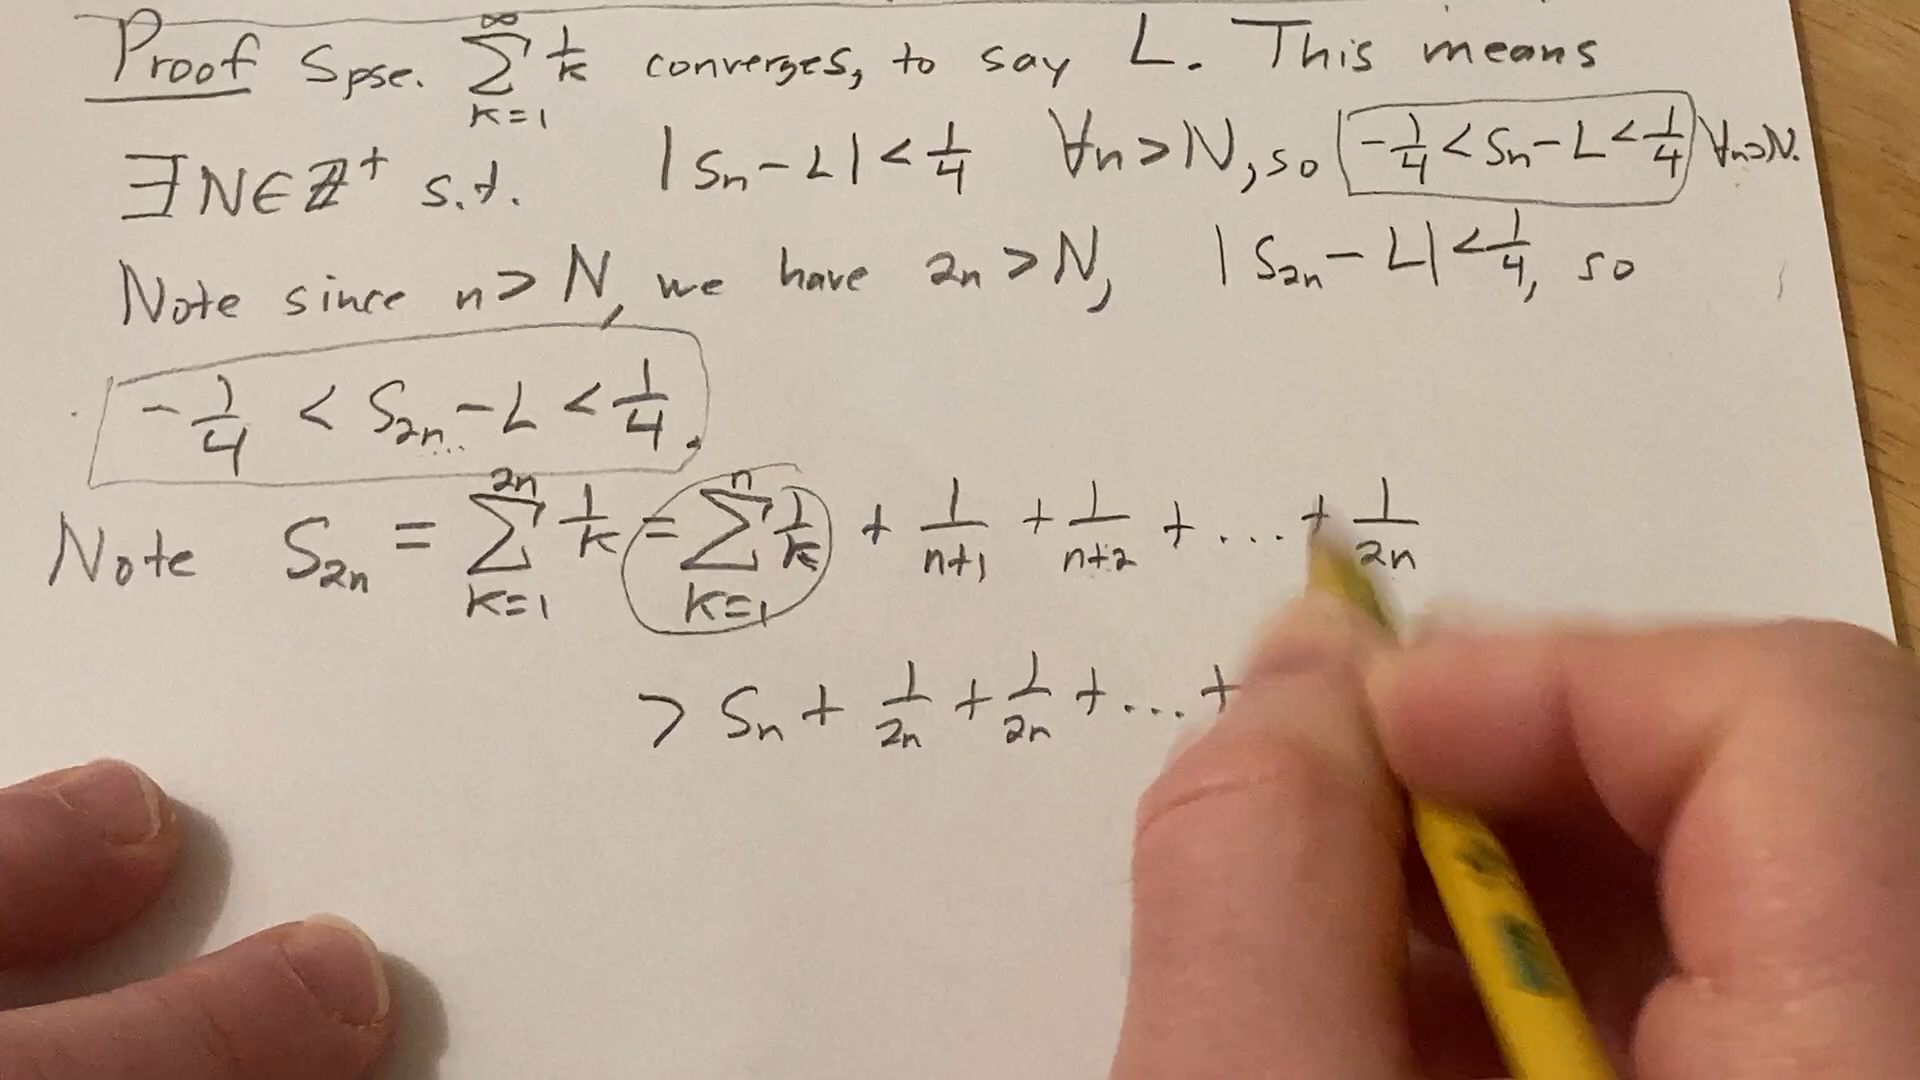 Proof Spse. ∞∑k=1 1/k converges, to say L. This means
∃N∈ℤ⁺ s.t. |Sn-L|<1/4 ∀n>N, so -1/4<Sn-L<1/4 ∀n>N.
Note since n>N, we have 2n>N, |S2n-L|<1/4, so
-1/4 < S2n-L < 1/4.
Note S2n = 2n∑k=1 1/k = n∑k=1 1/k + 1/n+1 + 1/n+2 + ... + 1/2n
> Sn + 1/2n + 1/2n + ... +